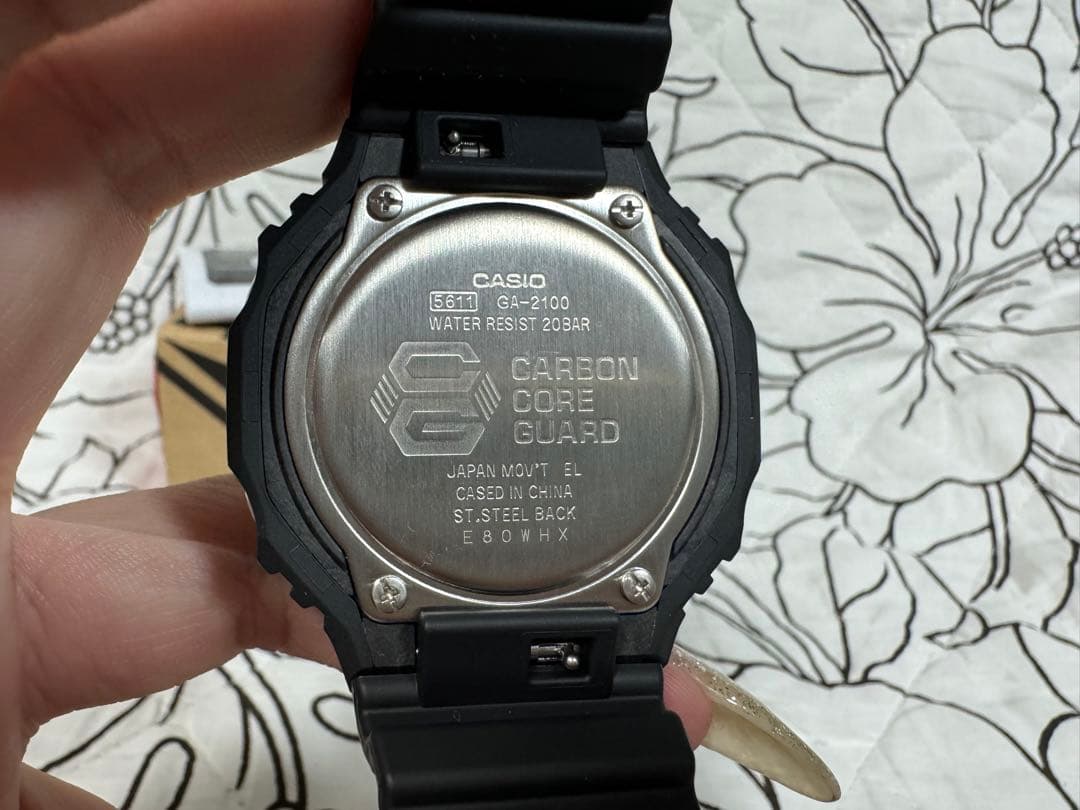 CASIO
5611 GA-2100
WATER RESIST 20BAR
CARBON
CORE
GUARD
JAPAN MOV'T EL
CASED IN CHINA
ST.STEEL BACK
E80WHX